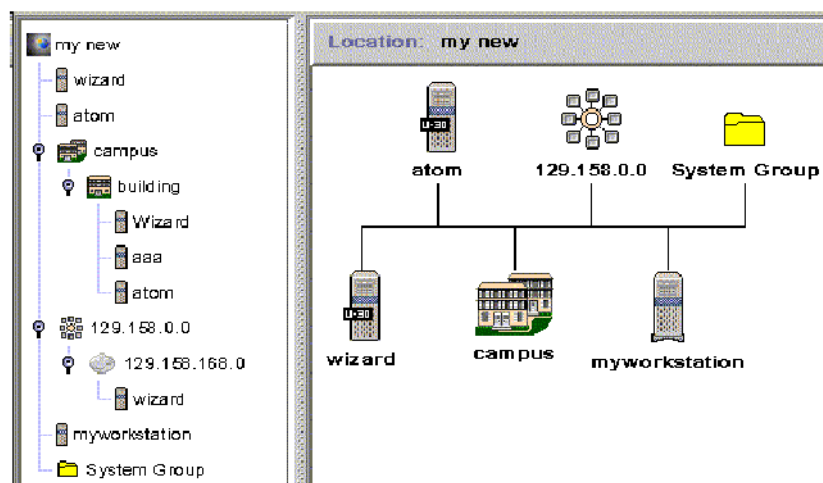 my new
wizard
atom
campus
building
Wizard
aaa
atom
129.158.0.0
129.158.168.0
wizard
myworkstation
System Group
Location: my new
U-30
atom
129.158.0.0
System Group
U-30
wizard
campus
myworkstation